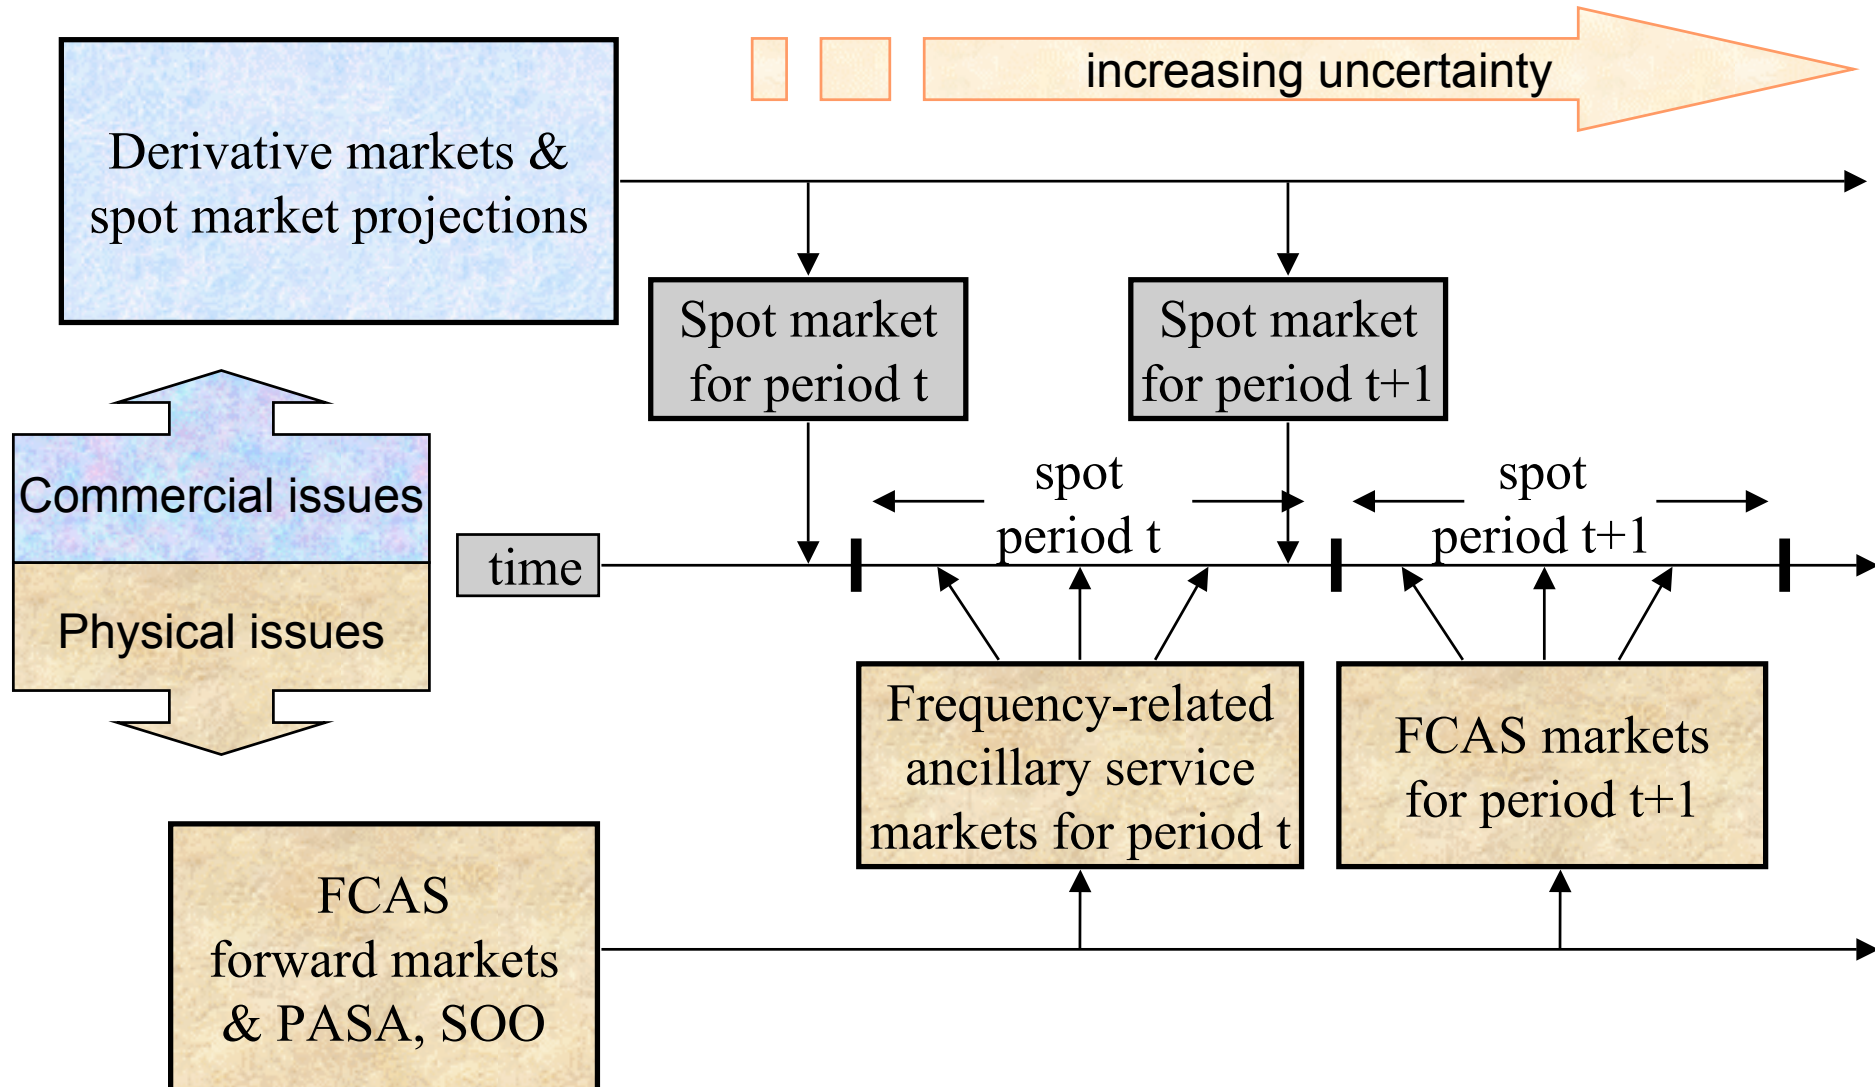 increasing uncertainty
Derivative markets &
spot market projections
Spot market
for period t
Spot market
for period t+1
Commercial issues
Physical issues
time
spot
period t
spot
period t+1
Frequency-related
ancillary service
markets for period t
FCAS markets
for period t+1
FCAS
forward markets
& PASA, SOO